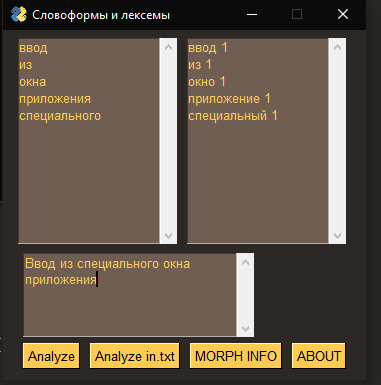 Словоформы и лексемы
ввод
из
окна
приложения
специального
ввод 1
из 1
окно 1
приложение 1
специальный 1
Ввод из специального окна
приложения
Analyze
Analyze in.txt
MORPH INFO
ABOUT